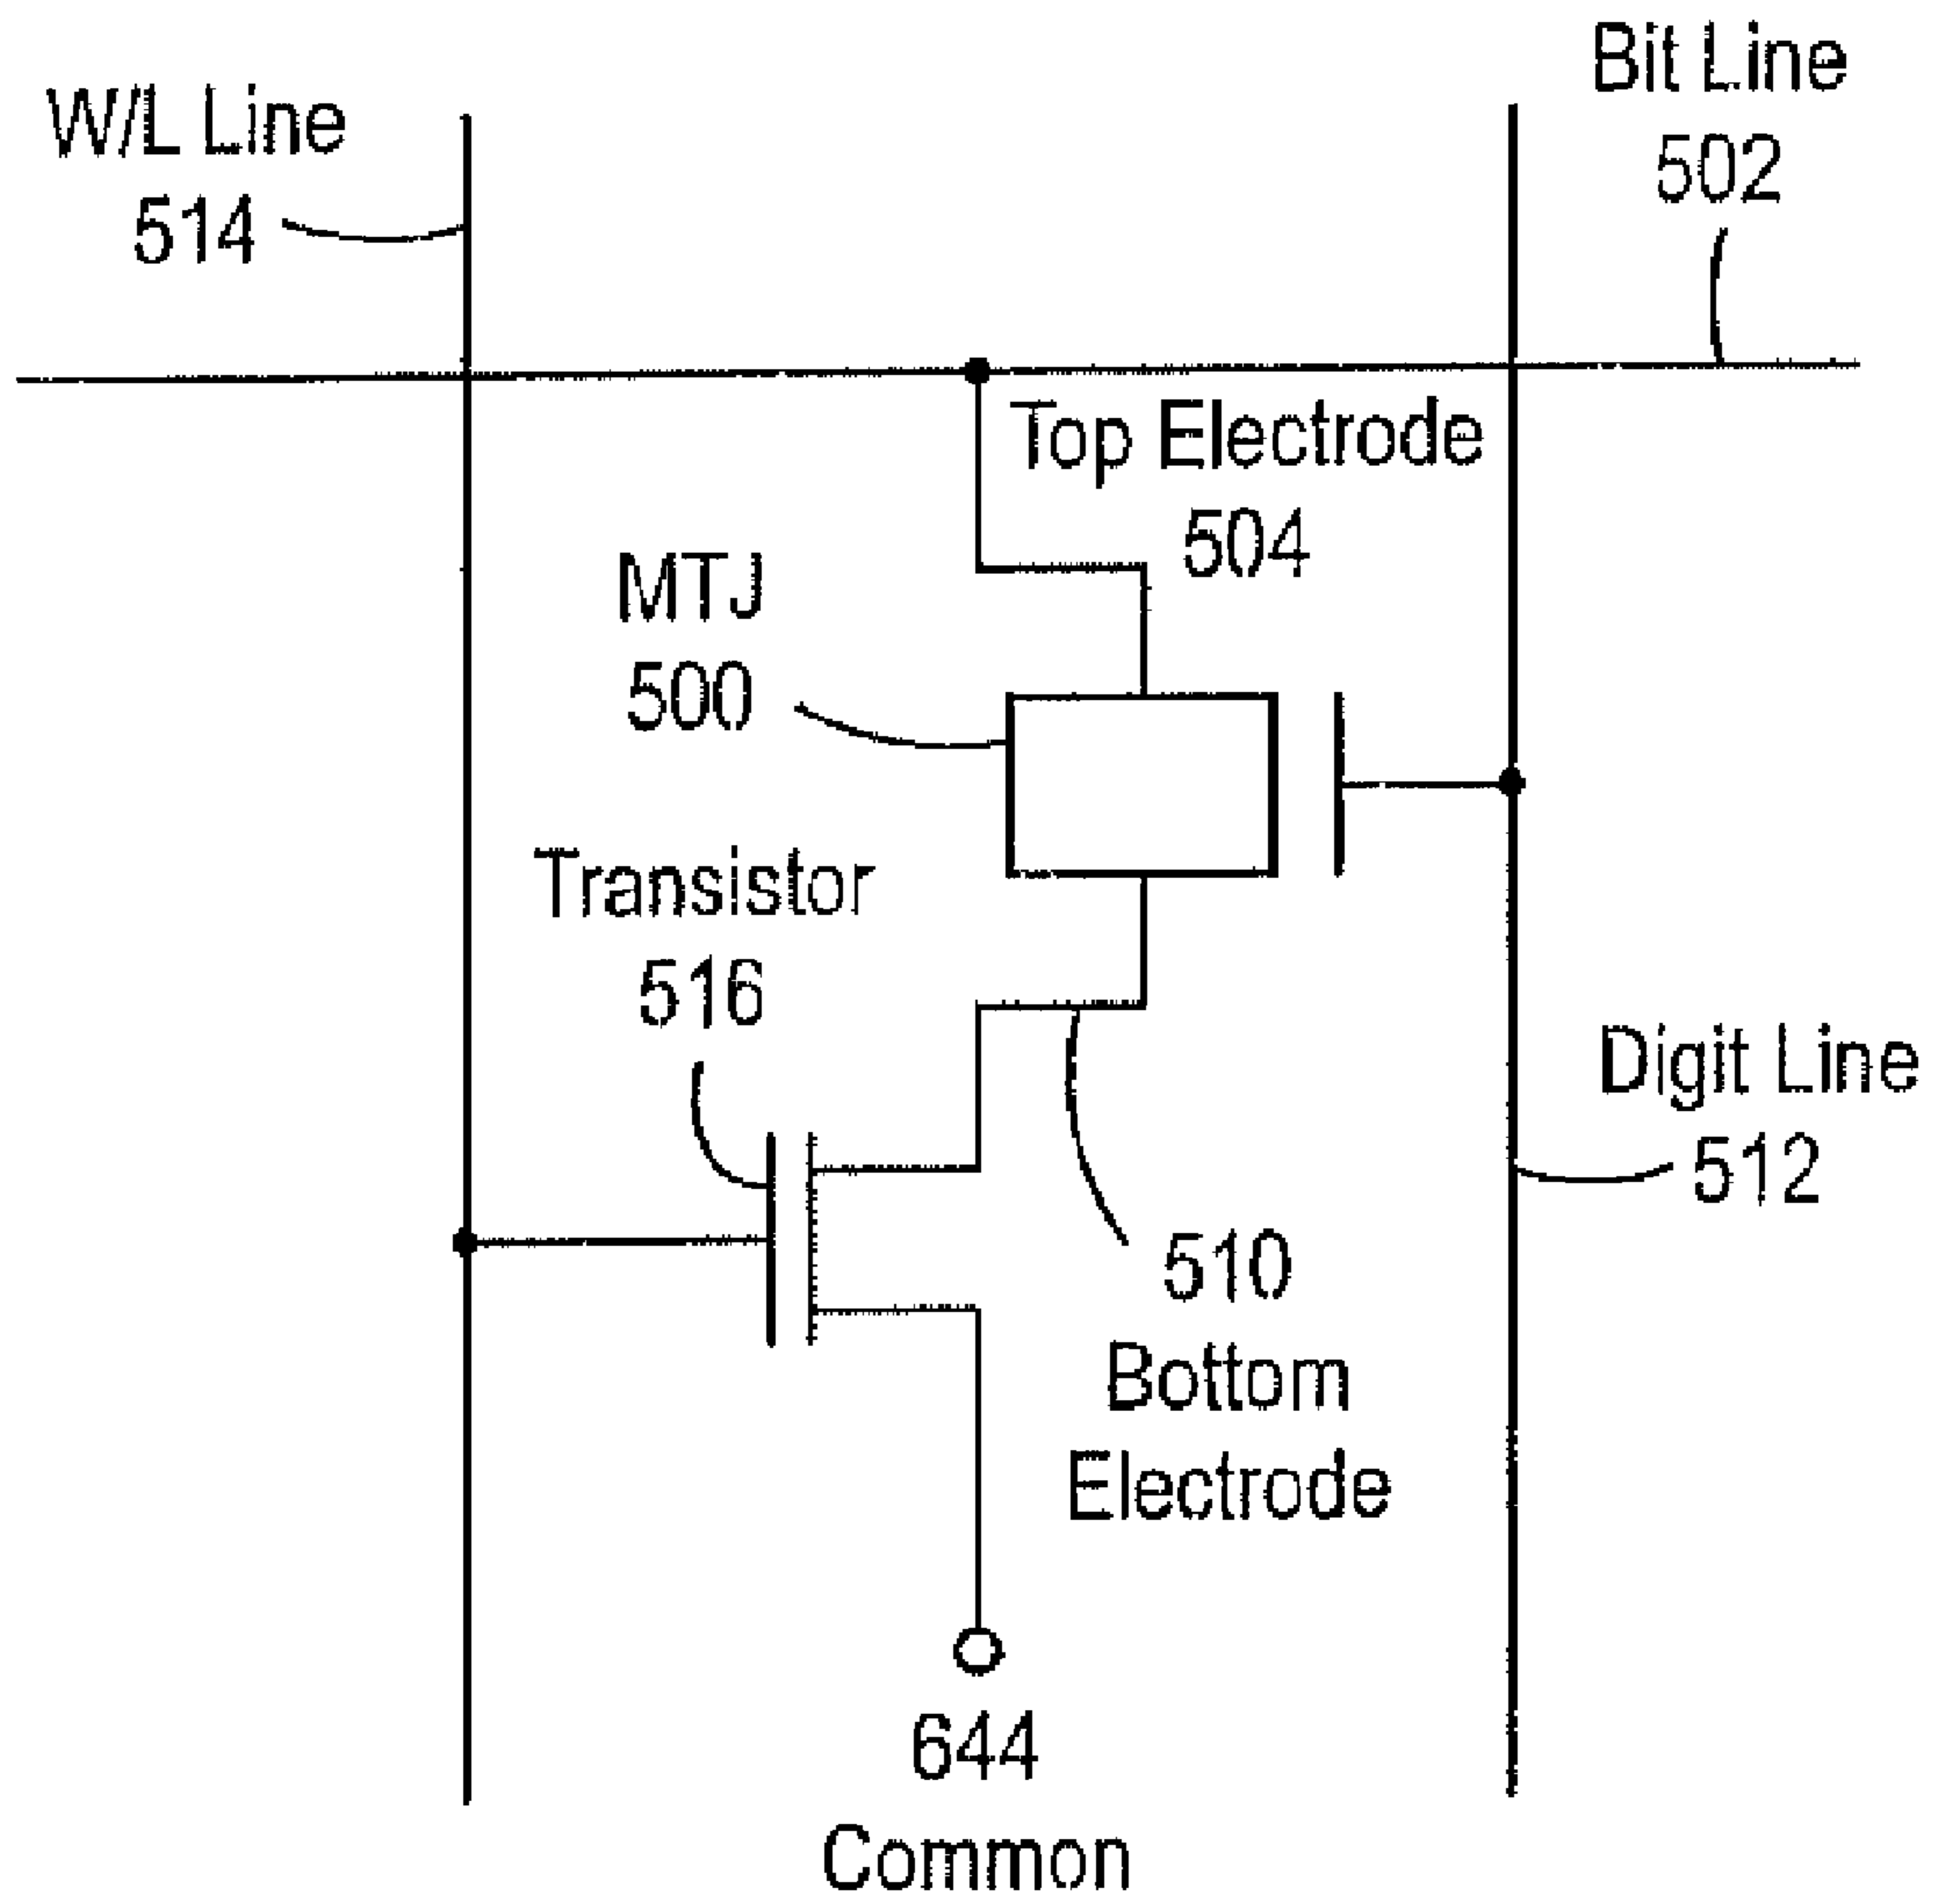 W/L Line
514
Bit Line
502
Top Electrode
504
MTJ
500
Transistor
516
Digit Line
512
510
Bottom
Electrode
644
Common